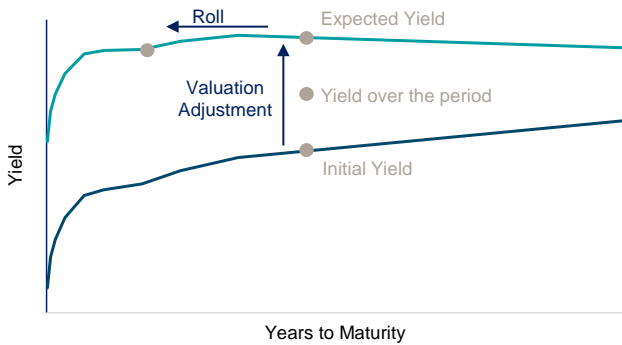 Roll
Expected Yield
Valuation
Adjustment
Yield over the period
Initial Yield
Yield
Years to Maturity